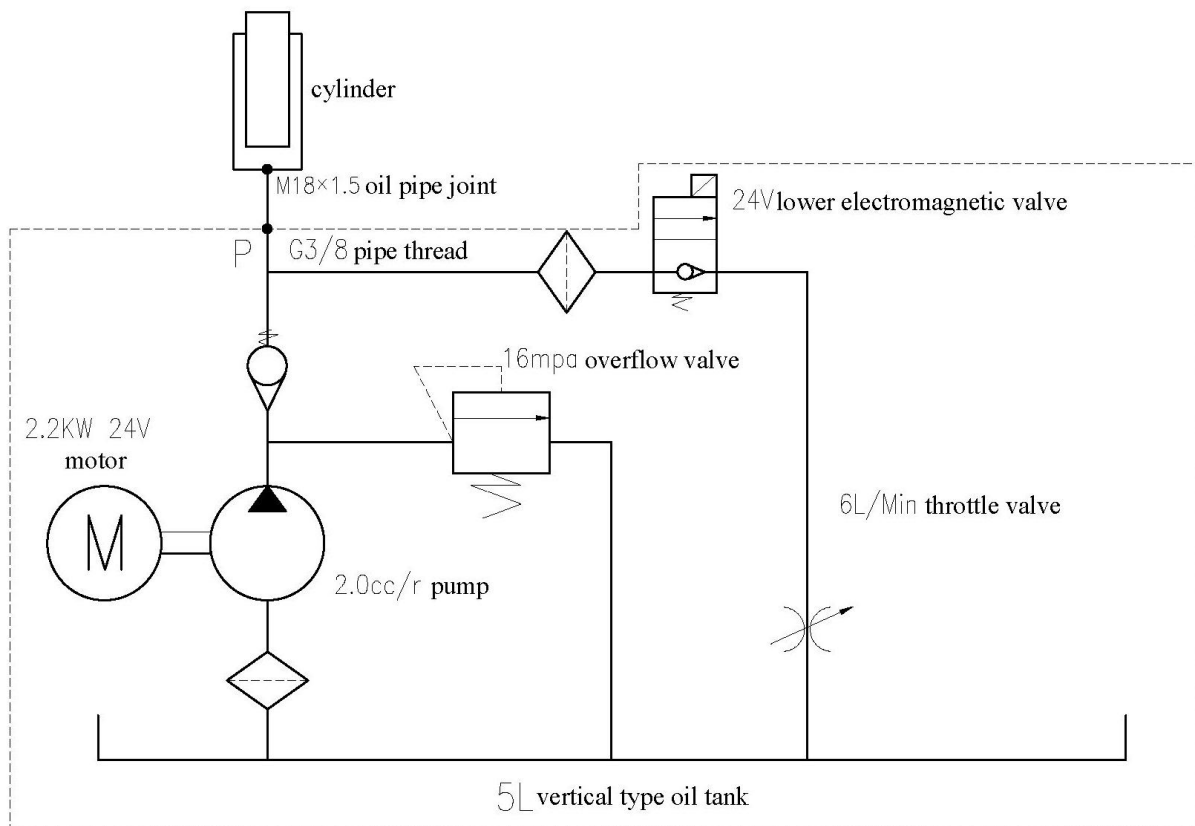 cylinder
M18×1.5 oil pipe joint
24V lower electromagnetic valve
P
G3/8 pipe thread
16mpa overflow valve
2.2KW 24V
motor
M
2.0cc/r pump
6L/Min throttle valve
5L vertical type oil tank